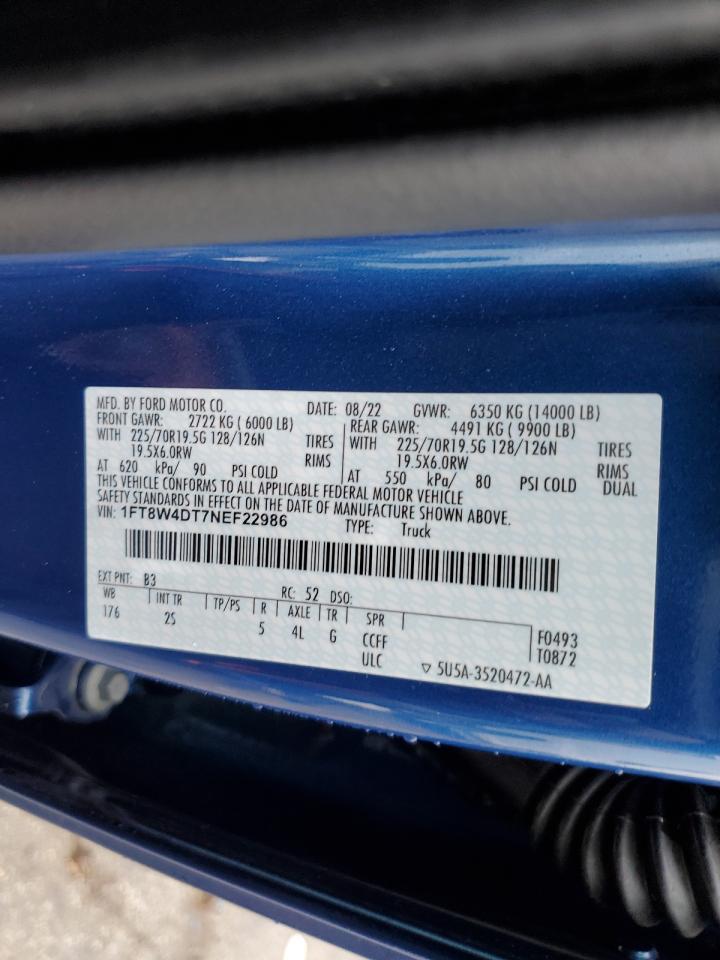 MFD. BY FORD MOTOR CO. DATE: 08/22 GVWR: 6350 KG (14000 LB)
FRONT GAWR: 2722 KG ( 6000 LB) REAR GAWR: 4491 KG ( 9900 LB)
WITH 225/70R19.5G 128/126N TIRES WITH 225/70R19.5G 128/126N TIRES
19.5X6.0RW RIMS 19.5X6.0RW RIMS
AT 620 kPa/ 90 PSI COLD AT 550 kPa/ 80 PSI COLD DUAL
THIS VEHICLE CONFORMS TO ALL APPLICABLE FEDERAL MOTOR VEHICLE
SAFETY STANDARDS IN EFFECT ON THE DATE OF MANUFACTURE SHOWN ABOVE.
VIN: 1FT8W4DT7NEF22986 TYPE: Truck
EXT PNT: B3 RC: 52 DSO:
WB INT TR TP/PS R AXLE TR SPR
176 2S 5 4L G CCFF F0493
ULC T0872
▽ 5U5A-3520472-AA